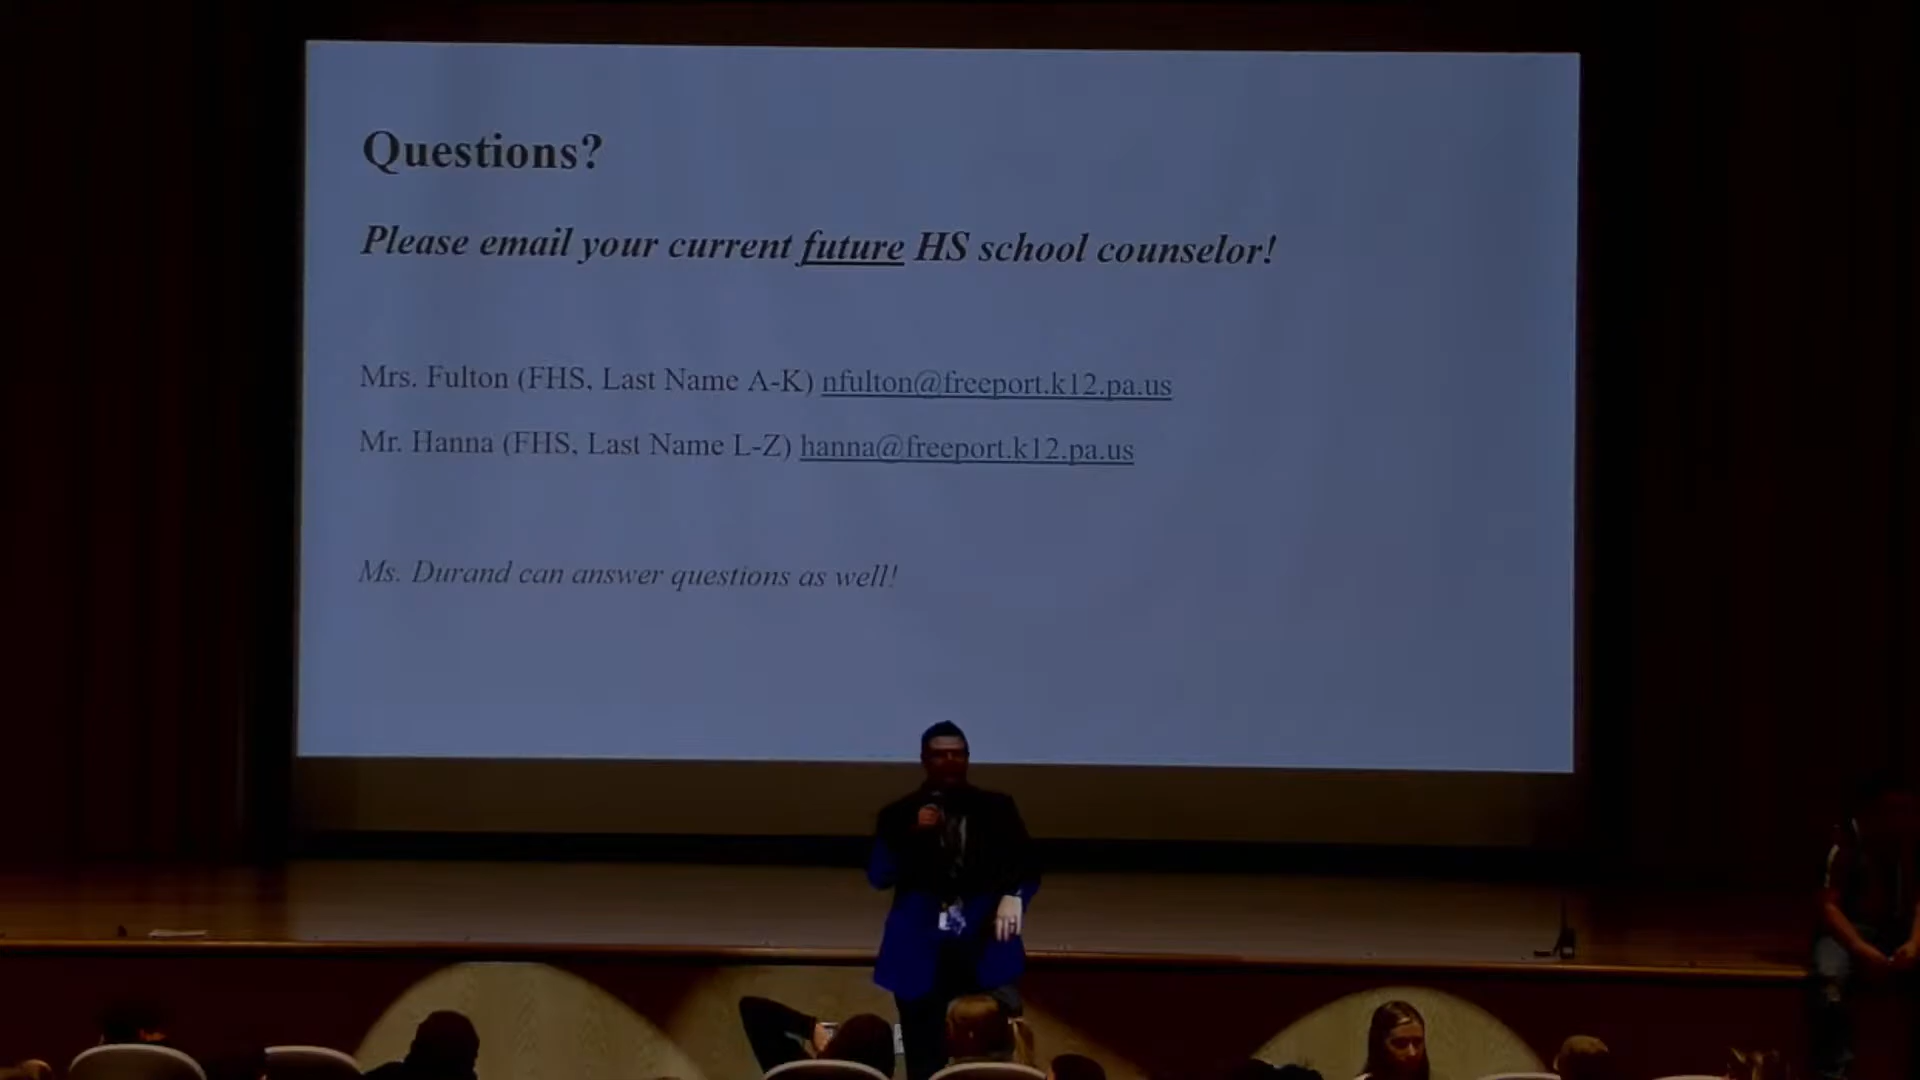 Questions?
Please email your current future HS school counselor!
Mrs. Fulton (FHS, Last Name A-K) nfulton@freeport.k12.pa.us
Mr. Hanna (FHS, Last Name L-Z) hanna@freeport.k12.pa.us
Ms. Durand can answer questions as well!